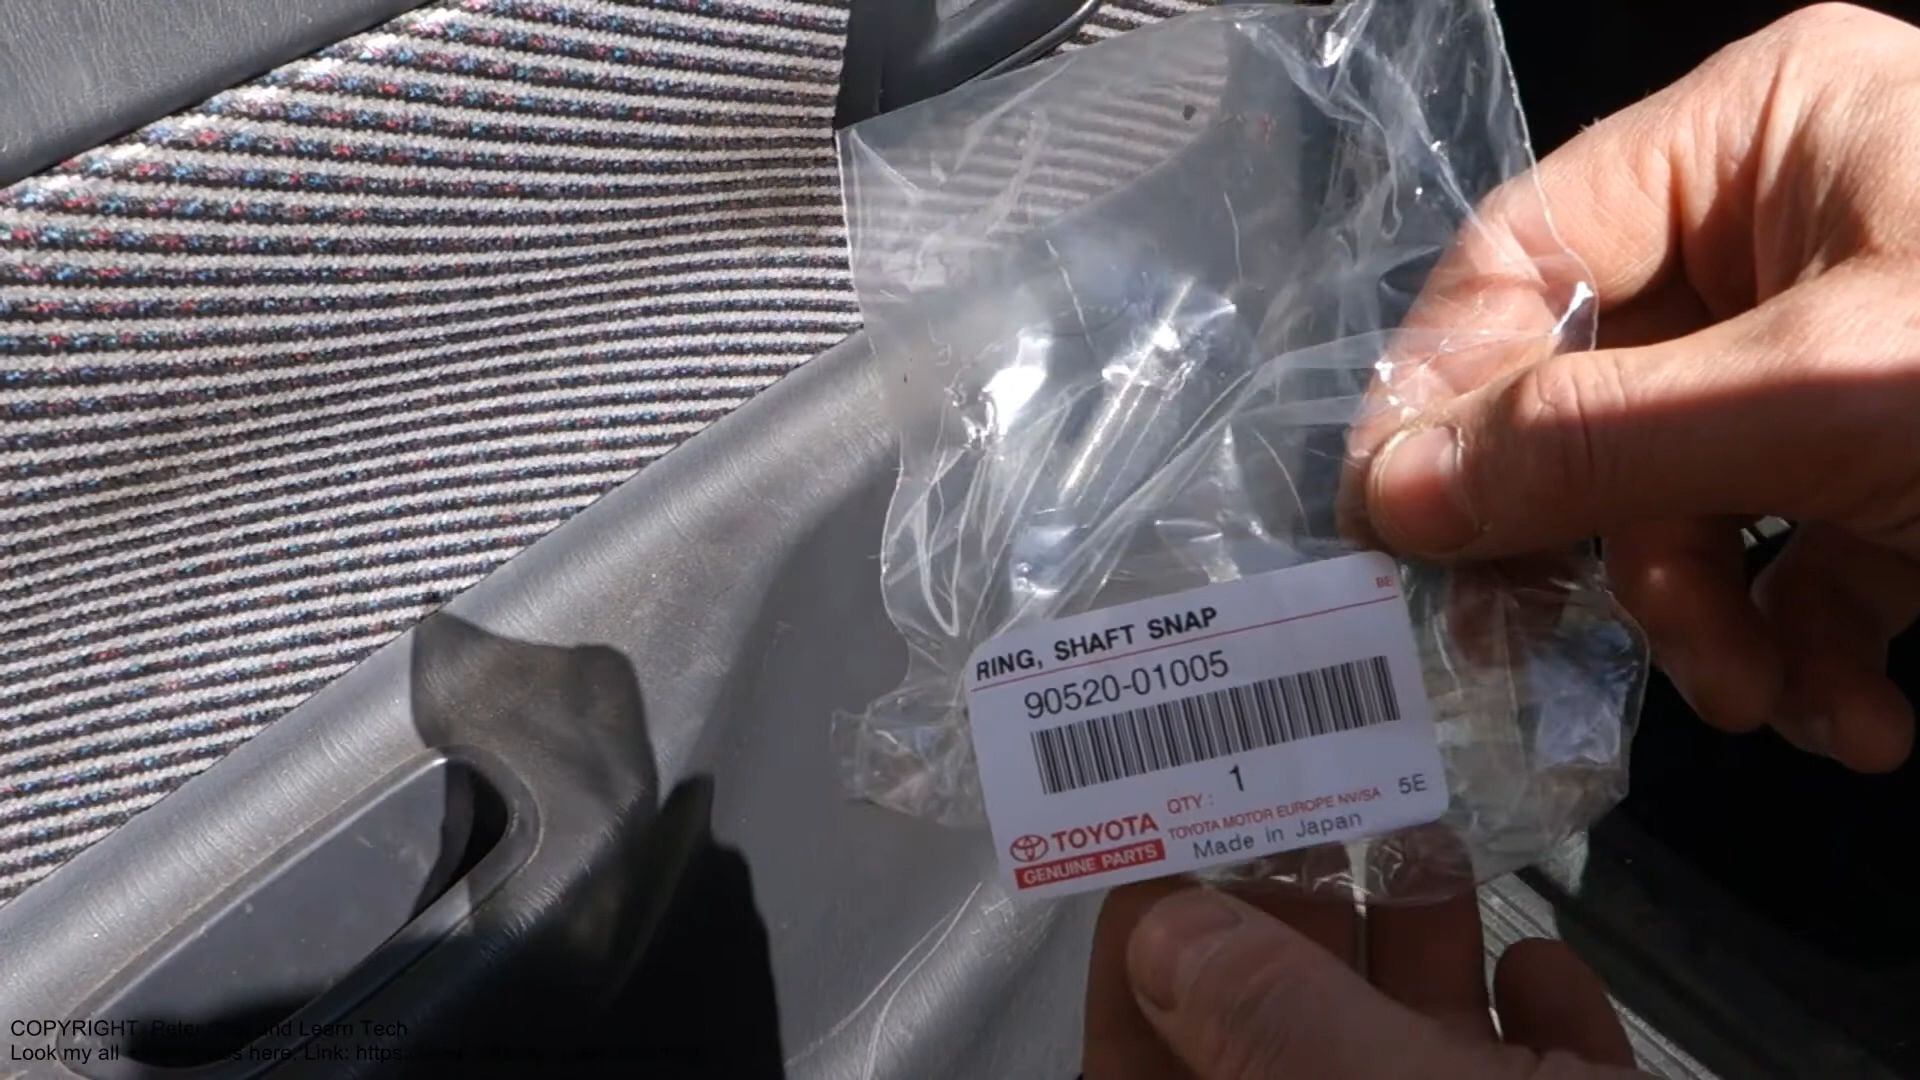 BE
RING, SHAFT SNAP
90520-01005
QTY : 1
TOYOTA TOYOTA MOTOR EUROPE NV/SA 5E
GENUINE PARTS Made in Japan
COPYRIGHT and Learn Tech
Look my all here: Link: